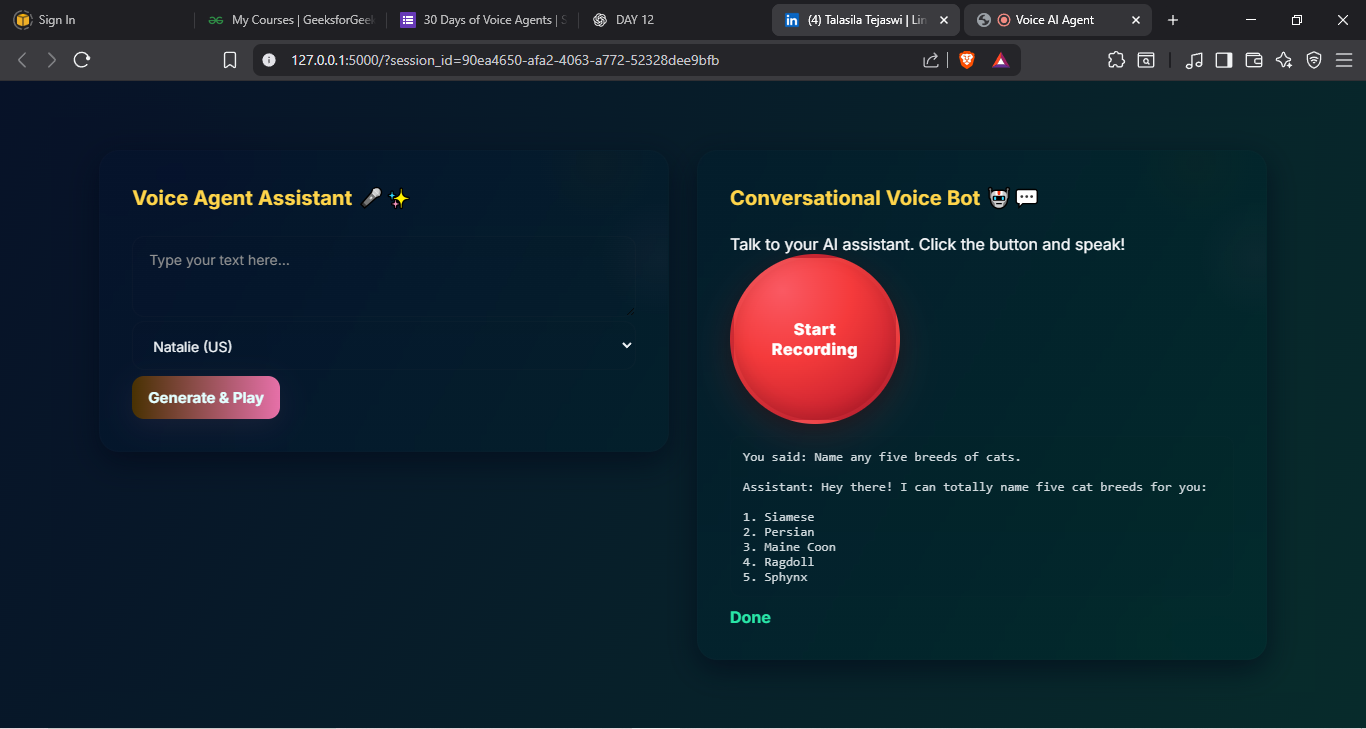 Sign In
My Courses | GeeksforGeek
30 Days of Voice Agents | S
DAY 12
(4) Talasila Tejaswi | Lin
Voice AI Agent
127.0.0.1:5000/?session_id=90ea4650-afa2-4063-a772-52328dee9bfb
Voice Agent Assistant 🎤✨
Type your text here...
Natalie (US)
Generate & Play
Conversational Voice Bot 🤖💬
Talk to your AI assistant. Click the button and speak!
Start
Recording
You said: Name any five breeds of cats.
Assistant: Hey there! I can totally name five cat breeds for you:
1. Siamese
2. Persian
3. Maine Coon
4. Ragdoll
5. Sphynx
Done